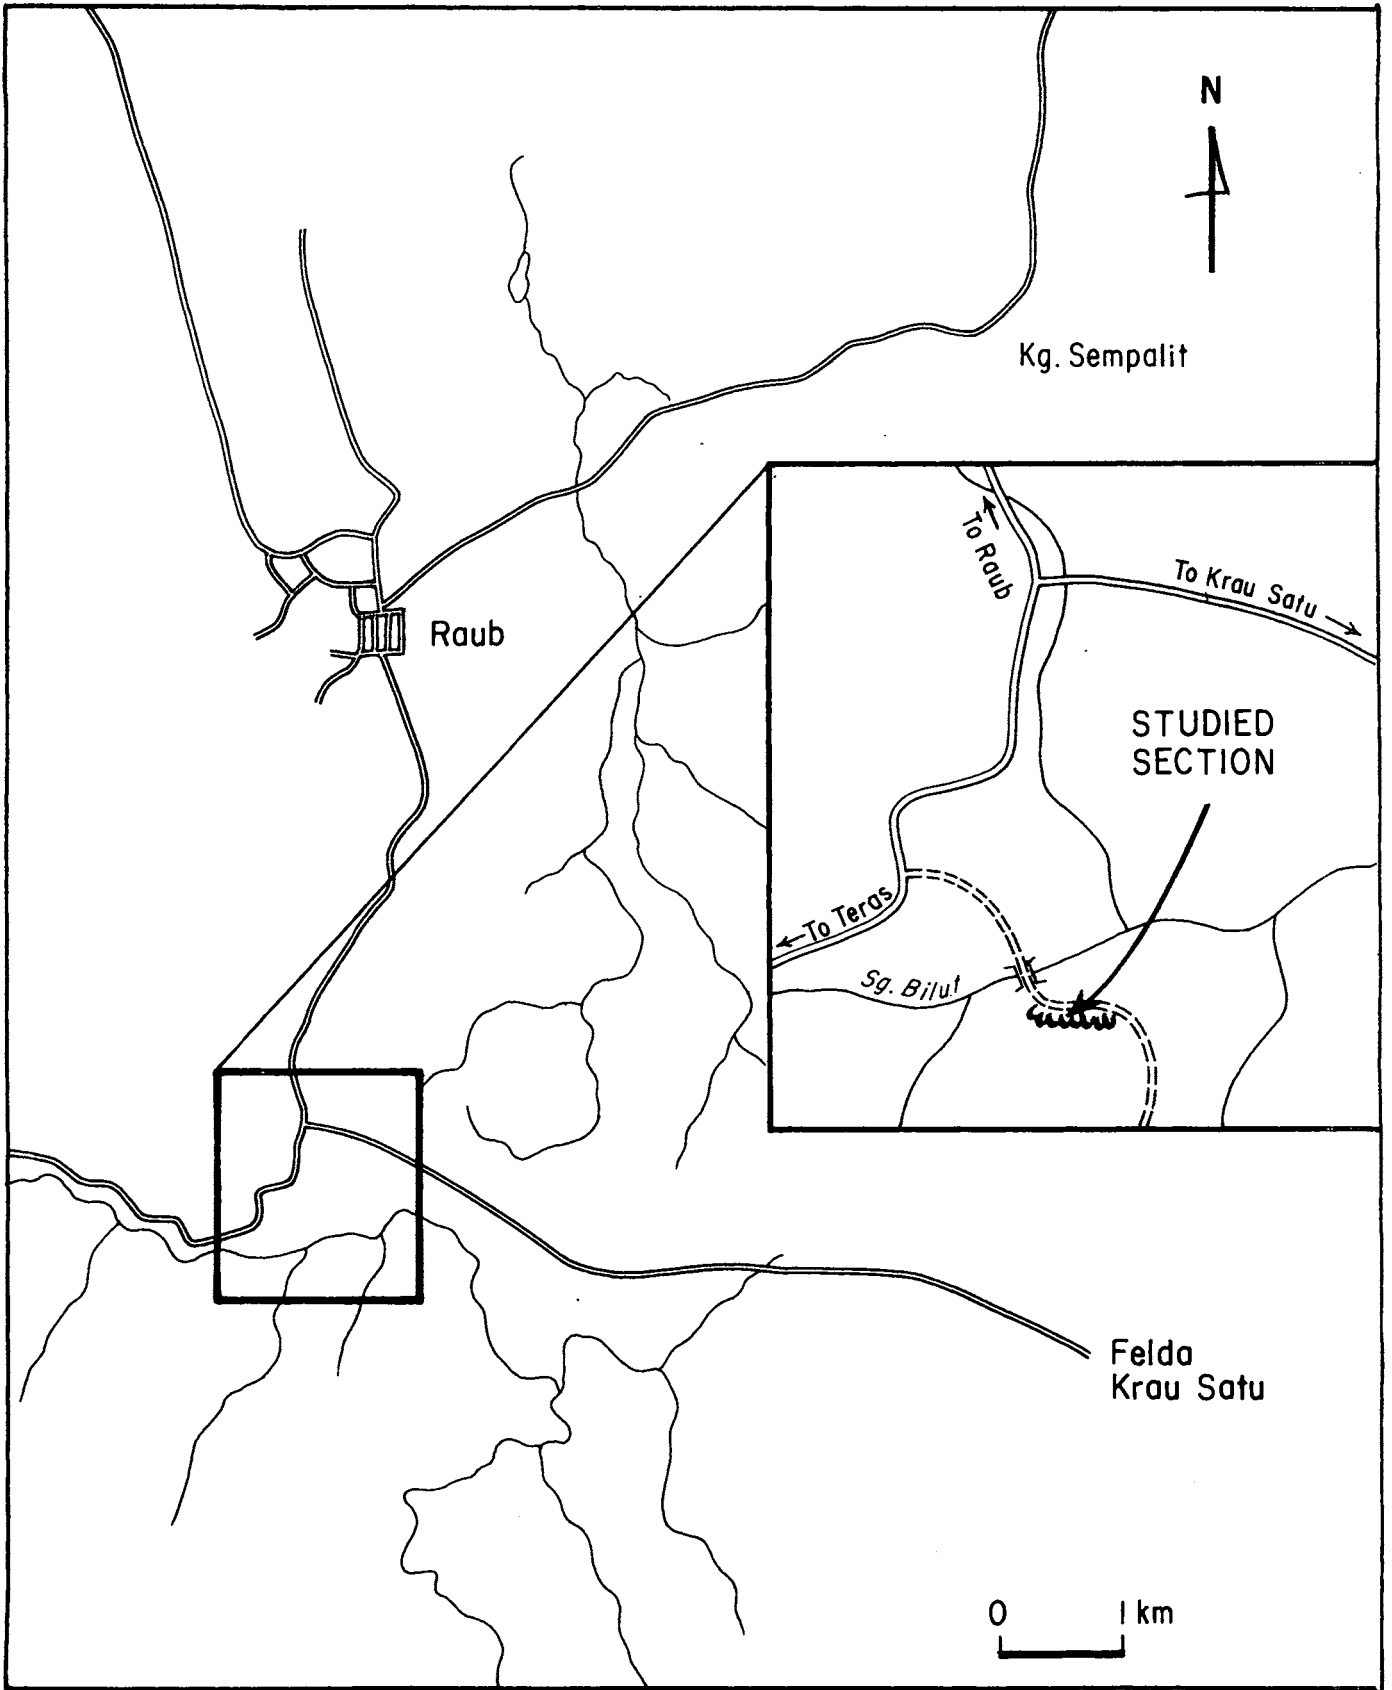 N
Kg. Sempalit
To Raub
To Krau Satu
Raub
STUDIED
SECTION
To Teras
Sg. Bilut
Felda
Krau Satu
0 1 km